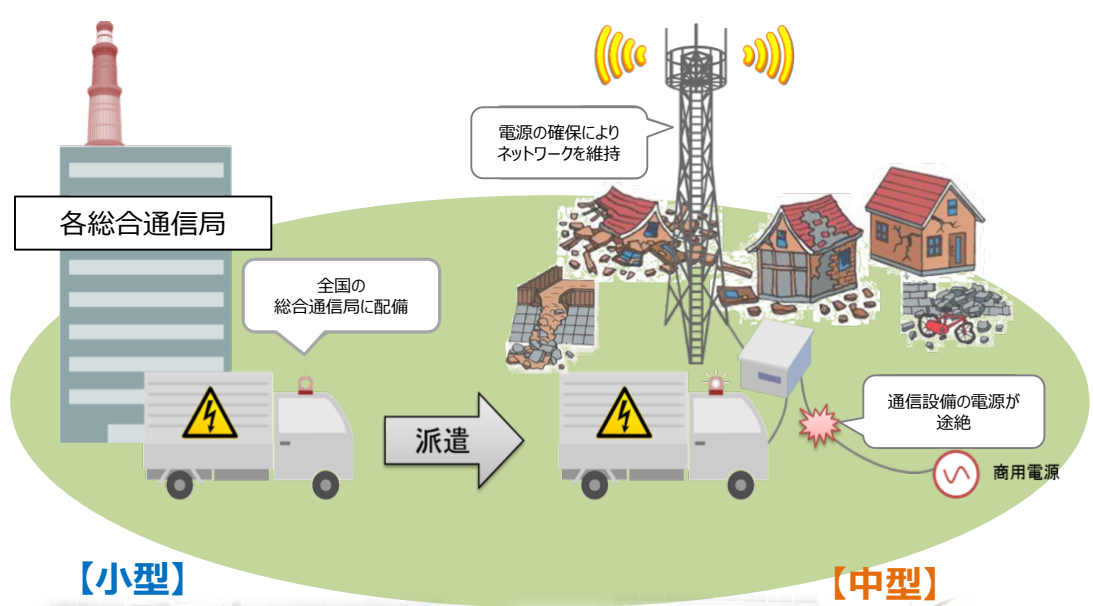 電源の確保により
ネットワークを維持
各総合通信局
全国の
総合通信局に配備
通信設備の電源が
途絶
派遣
商用電源
【小型】
【中型】